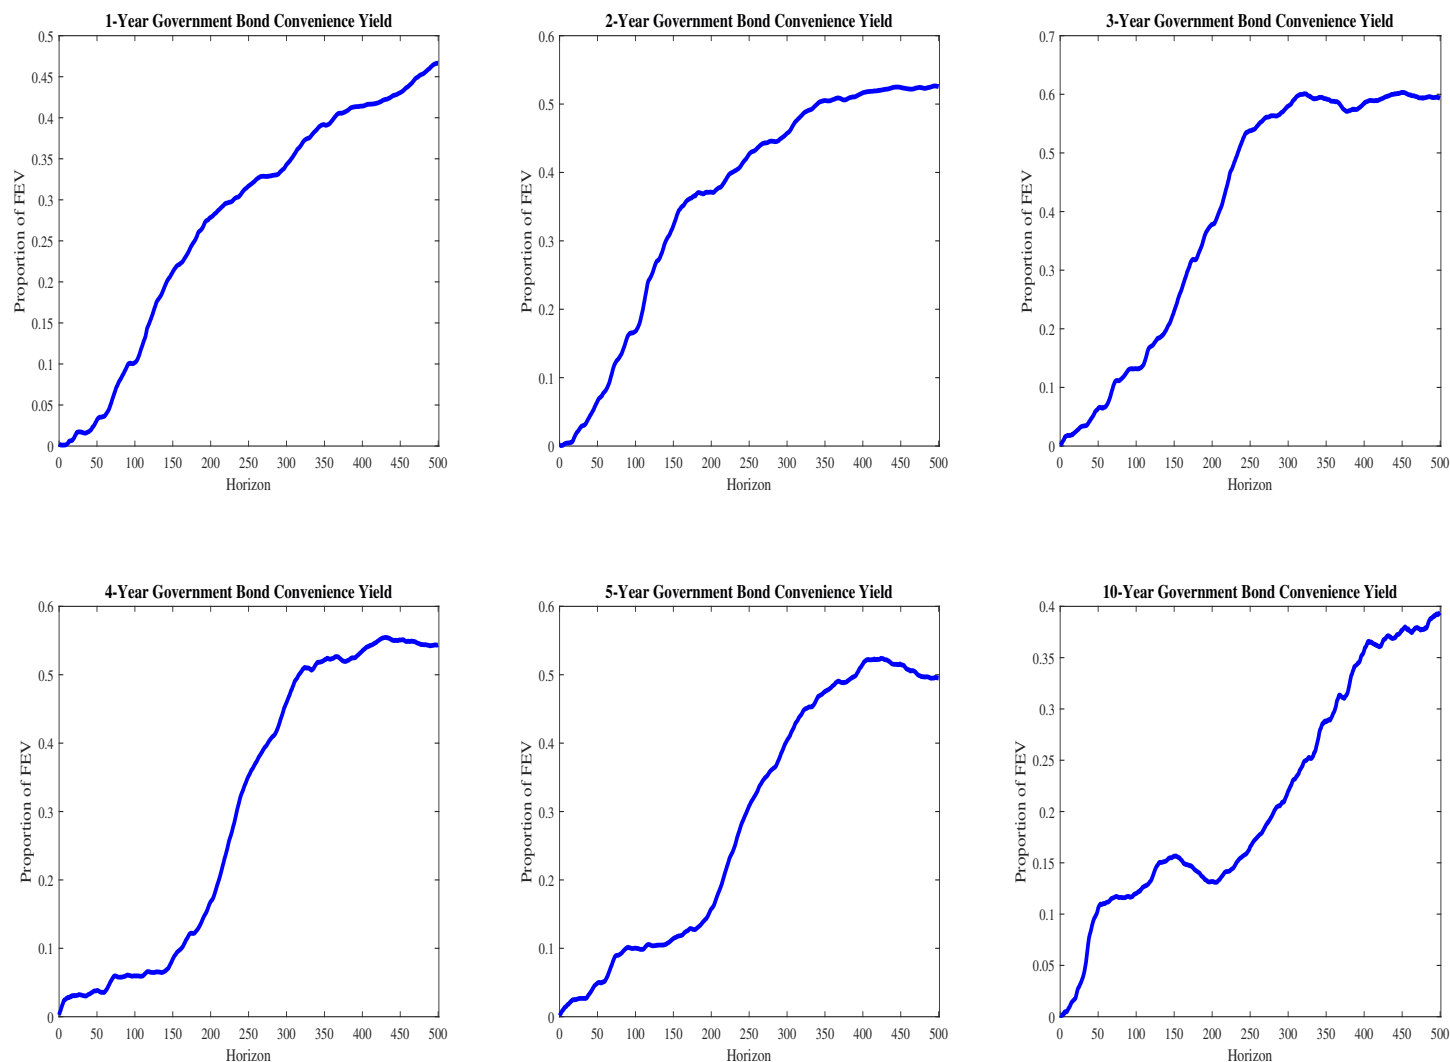 1-Year Government Bond Convenience Yield
0.5
0.45
0.4
0.35
0.3
0.25
0.2
0.15
0.1
0.05
0
Proportion of FEV
0 50 100 150 200 250 300 350 400 450 500
Horizon
2-Year Government Bond Convenience Yield
0.6
0.5
0.4
0.3
0.2
0.1
0
Proportion of FEV
0 50 100 150 200 250 300 350 400 450 500
Horizon
3-Year Government Bond Convenience Yield
0.7
0.6
0.5
0.4
0.3
0.2
0.1
0
Proportion of FEV
0 50 100 150 200 250 300 350 400 450 500
Horizon
4-Year Government Bond Convenience Yield
0.6
0.5
0.4
0.3
0.2
0.1
0
Proportion of FEV
0 50 100 150 200 250 300 350 400 450 500
Horizon
5-Year Government Bond Convenience Yield
0.6
0.5
0.4
0.3
0.2
0.1
0
Proportion of FEV
0 50 100 150 200 250 300 350 400 450 500
Horizon
10-Year Government Bond Convenience Yield
0.4
0.35
0.3
0.25
0.2
0.15
0.1
0.05
0
Proportion of FEV
0 50 100 150 200 250 300 350 400 450 500
Horizon